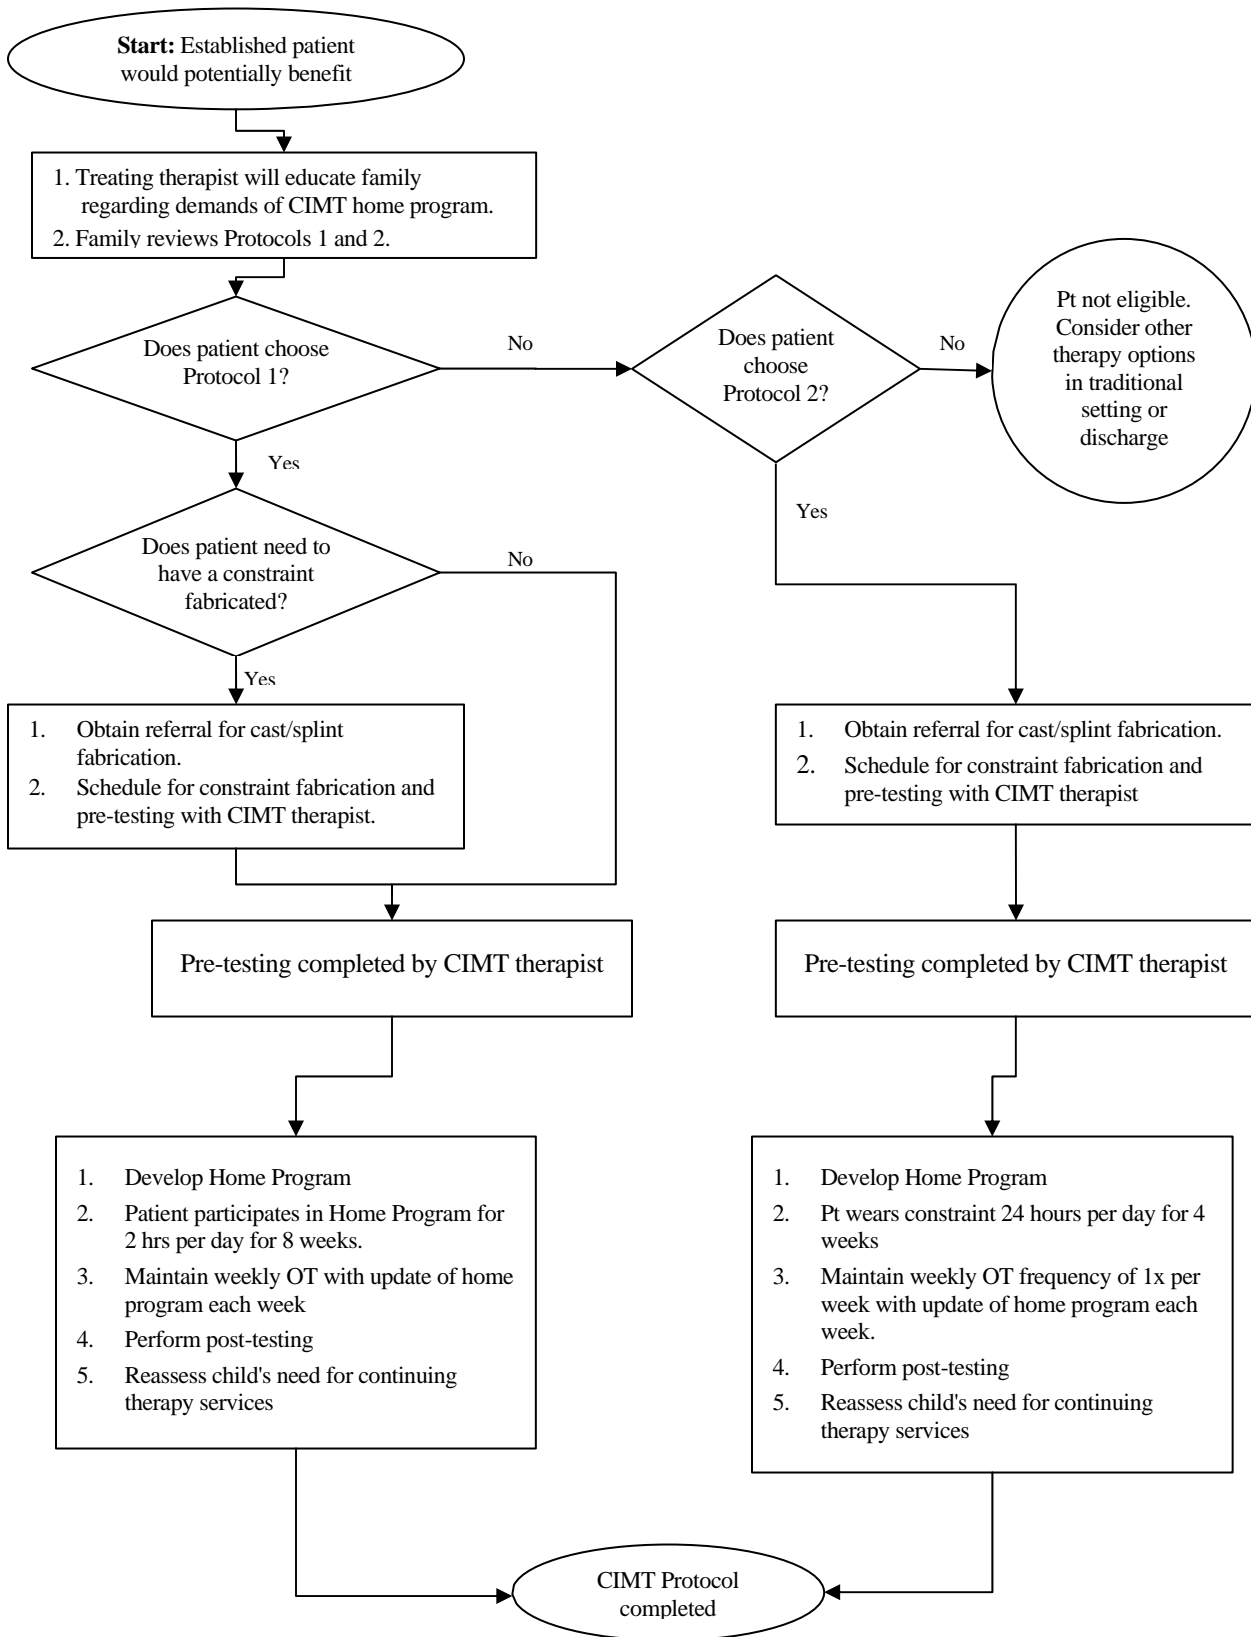 Start: Established patient
would potentially benefit
1. Treating therapist will educate family
regarding demands of CIMT home program.
2. Family reviews Protocols 1 and 2.
Does patient choose
Protocol 1?
No
Does patient
choose
Protocol 2?
No
Pt not eligible.
Consider other
therapy options
in traditional
setting or
discharge
Yes
Yes
Does patient need to
have a constraint
fabricated?
No
Yes
1. Obtain referral for cast/splint
fabrication.
2. Schedule for constraint fabrication and
pre-testing with CIMT therapist.
1. Obtain referral for cast/splint fabrication.
2. Schedule for constraint fabrication and
pre-testing with CIMT therapist
Pre-testing completed by CIMT therapist
Pre-testing completed by CIMT therapist
1. Develop Home Program
2. Patient participates in Home Program for
2 hrs per day for 8 weeks.
3. Maintain weekly OT with update of home
program each week
4. Perform post-testing
5. Reassess child's need for continuing
therapy services
1. Develop Home Program
2. Pt wears constraint 24 hours per day for 4
weeks
3. Maintain weekly OT frequency of 1x per
week with update of home program each
week.
4. Perform post-testing
5. Reassess child's need for continuing
therapy services
CIMT Protocol
completed